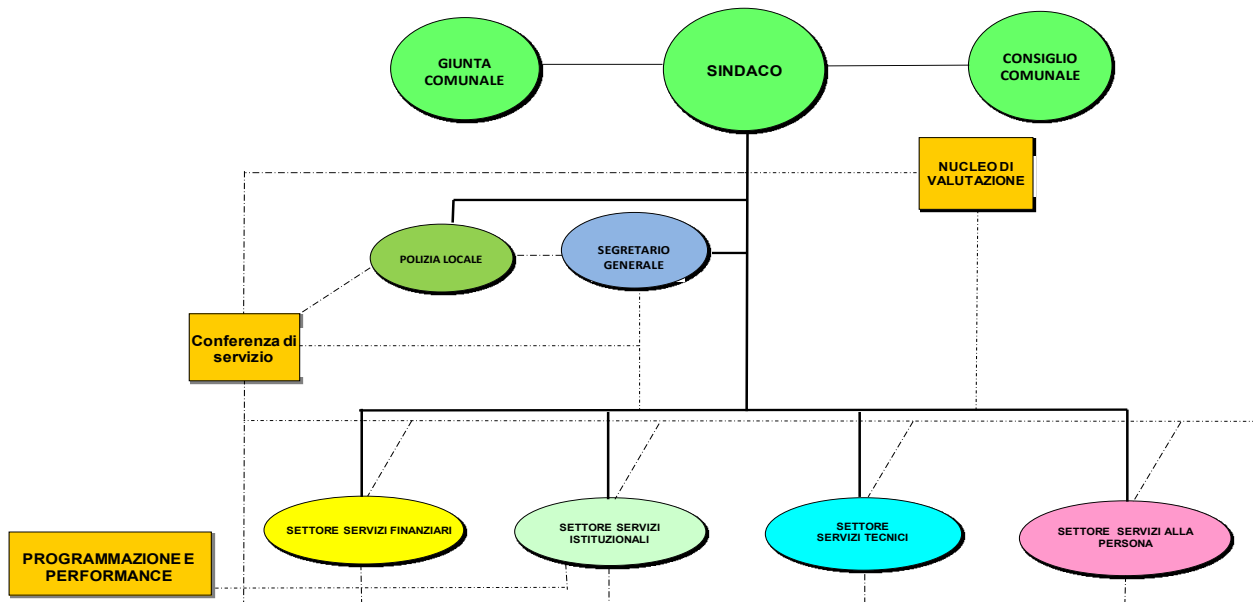 GIUNTA
COMUNALE
SINDACO
CONSIGLIO
COMUNALE
NUCLEO DI
VALUTAZIONE
POLIZIA LOCALE
SEGRETARIO
GENERALE
Conferenza di
servizio
SETTORE SERVIZI FINANZIARI
SETTORE SERVIZI
ISTITUZIONALI
SETTORE
SERVIZI TECNICI
SETTORE SERVIZI ALLA
PERSONA
PROGRAMMAZIONE E
PERFORMANCE